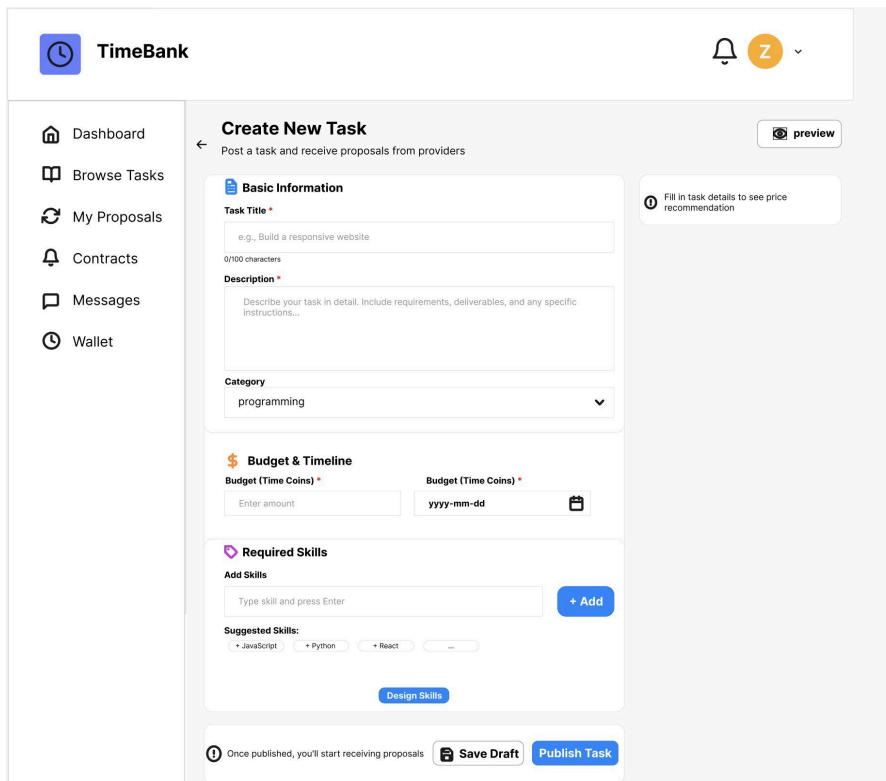 TimeBank
Z
Dashboard
Browse Tasks
My Proposals
Contracts
Messages
Wallet
Create New Task
Post a task and receive proposals from providers
preview
Basic Information
Task Title *
e.g., Build a responsive website
0/100 characters
Description *
Describe your task in detail. Include requirements, deliverables, and any specific
instructions...
Category
programming
Fill in task details to see price
recommendation
$ Budget & Timeline
Budget (Time Coins) * Budget (Time Coins) *
Enter amount yyyy-mm-dd
Required Skills
Add Skills
Type skill and press Enter + Add
Suggested Skills:
+ JavaScript + Python + React ...
Design Skills
Once published, you'll start receiving proposals Save Draft Publish Task